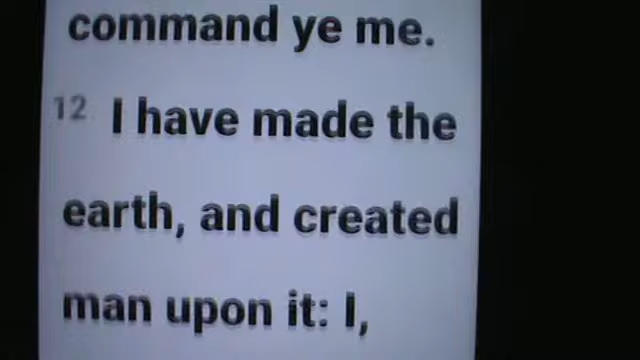 command ye me.
12 I have made the
earth, and created
man upon it: I,